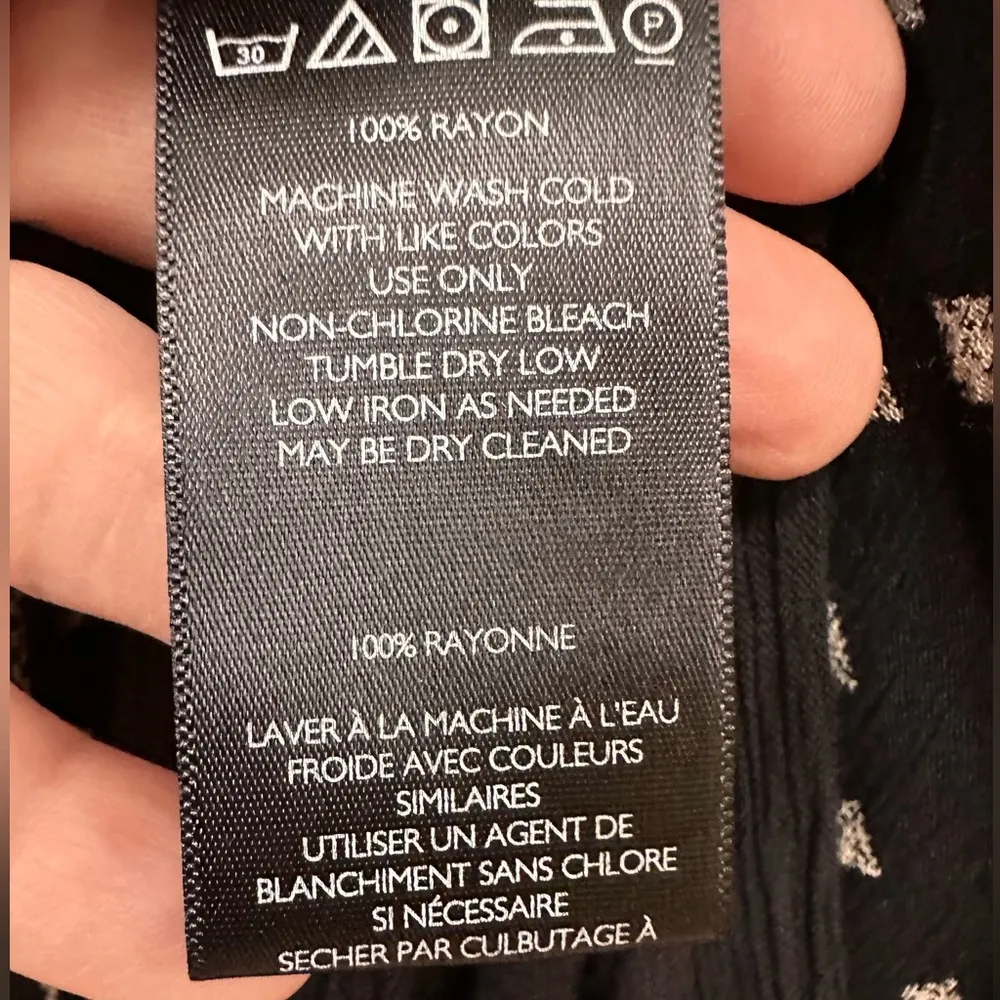 30 P
100% RAYON
MACHINE WASH COLD
WITH LIKE COLORS
USE ONLY
NON-CHLORINE BLEACH
TUMBLE DRY LOW
LOW IRON AS NEEDED
MAY BE DRY CLEANED
100% RAYONNE
LAVER À LA MACHINE À L'EAU
FROIDE AVEC COULEURS
SIMILAIRES
UTILISER UN AGENT DE
BLANCHIMENT SANS CHLORE
SI NÉCESSAIRE
SECHER PAR CULBUTAGE À